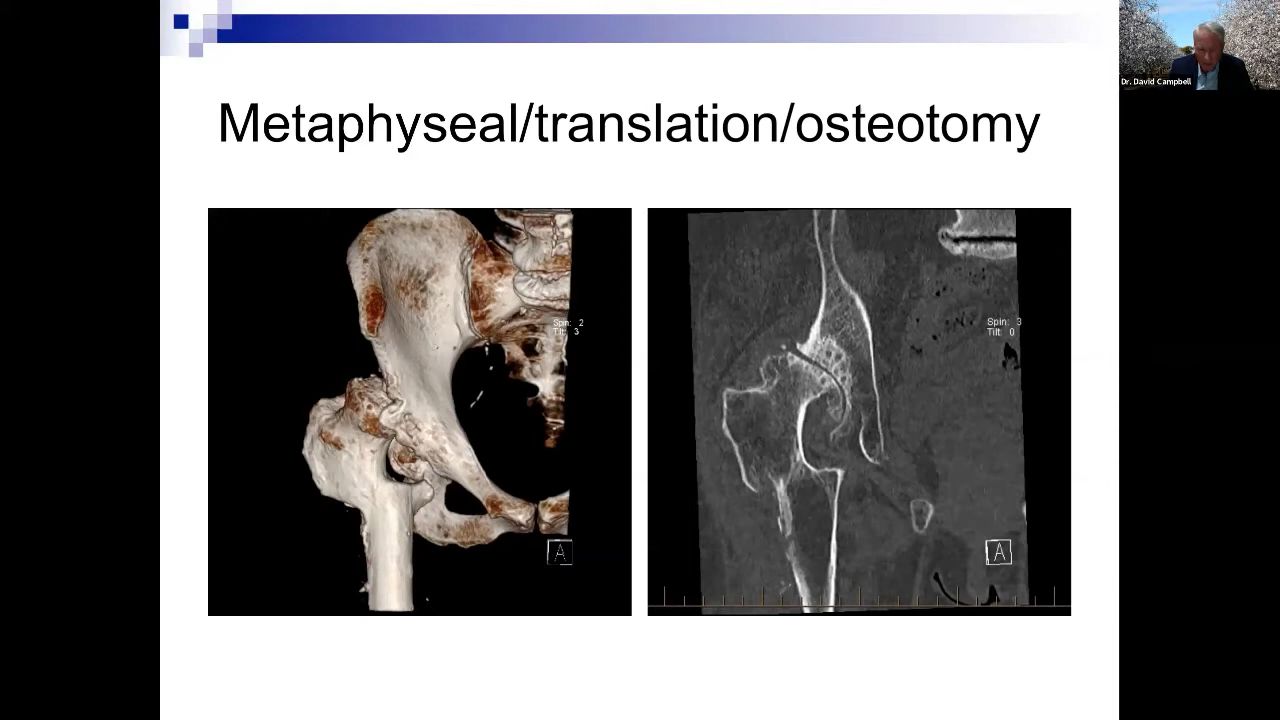 Dr. David Campbell
Metaphyseal/translation/osteotomy
Spin: 2
Tilt: 3
A
Spin: 3
Tilt: 0
A